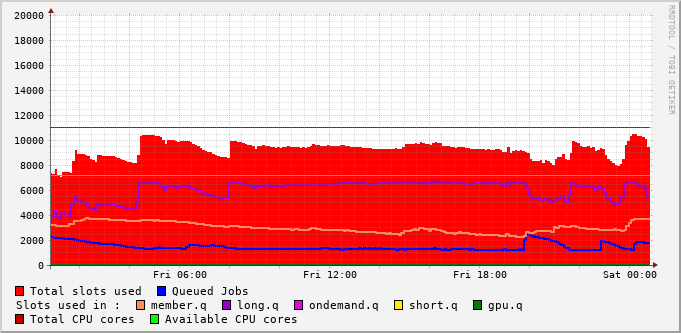 RRDTOOL / TOBI OETIKER
20000
18000
16000
14000
12000
10000
8000
6000
4000
2000
0
Fri 06:00 Fri 12:00 Fri 18:00 Sat 00:00
Total slots used Queued Jobs
Slots used in : member.q long.q ondemand.q short.q gpu.q
Total CPU cores Available CPU cores